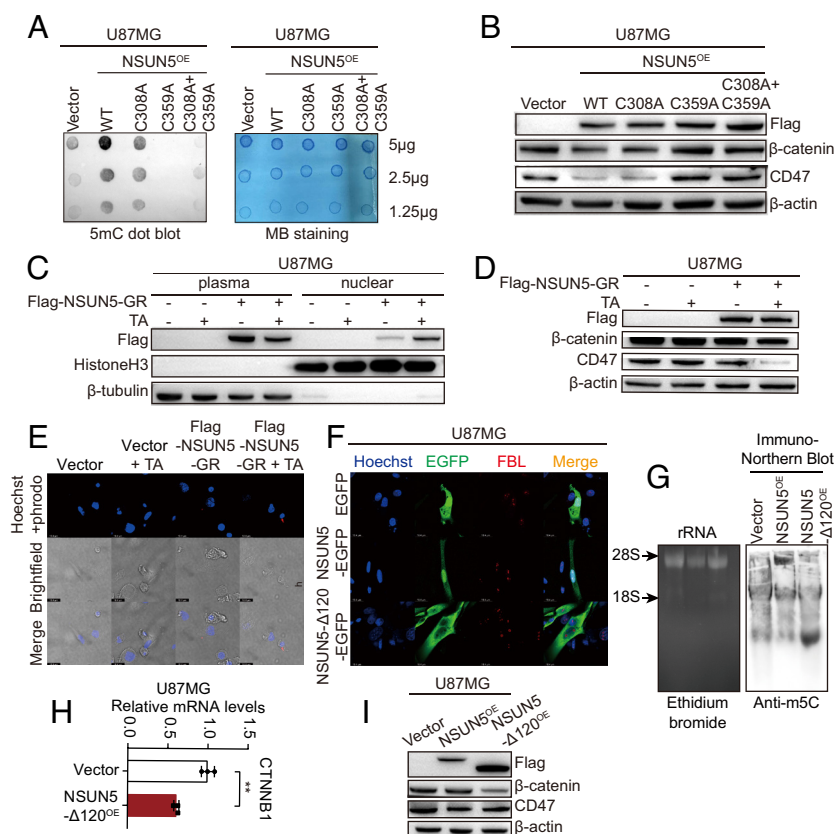 A
U87MG
NSUN5OE
Vector
WT
C308A
C359A
C308A+
C359A
5mC dot blot
U87MG
NSUN5OE
Vector
WT
C308A
C359A
C308A+
C359A
5μg
2.5μg
1.25μg
MB staining
B
U87MG
NSUN5OE
Vector WT C308A C359A C308A+
C359A
Flag
β-catenin
CD47
β-actin
C
U87MG
plasma nuclear
Flag-NSUN5-GR - - + + - - + +
TA - + - + - + - +
Flag
HistoneH3
β-tubulin
D
U87MG
Flag-NSUN5-GR - - + +
TA - + - +
Flag
β-catenin
CD47
β-actin
E
Vector
Vector
+ TA
Flag
-NSUN5
-GR
Flag
-NSUN5
-GR + TA
Hoechst
+phrodo
Brightfield
Merge
h
F
U87MG
Hoechst EGFP FBL Merge
EGFP
NSUN5
-EGFP
NSUN5-Δ120
-EGFP
G
Immuno-
Northern Blot
rRNA
Vector
NSUN5OE
NSUN5
-Δ120OE
28S
18S
Ethidium
bromide
Anti-m5C
H
U87MG
Relative mRNA levels
0.0 0.5 1.0 1.5
Vector
NSUN5
-Δ120OE
**
CTNNB1
I
U87MG
Vector
NSUN5OE
NSUN5
-Δ120OE
Flag
β-catenin
CD47
β-actin